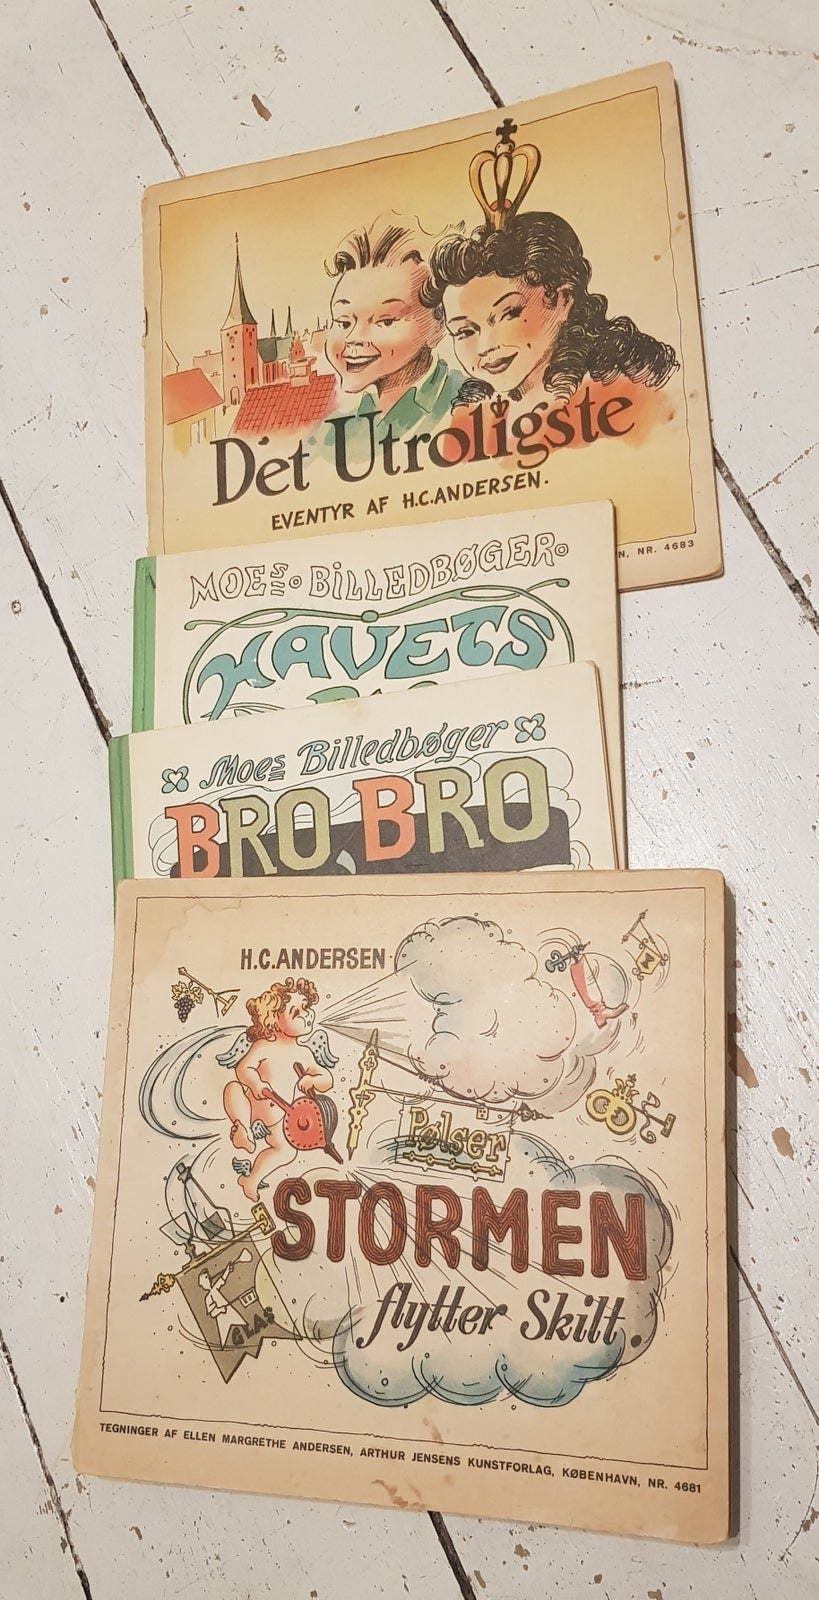 Det Utroligste
EVENTYR AF H.C.ANDERSEN.
N, NR. 4683
MOEs BILLEDBØGER
HAVETS
Moes Billedbøger
BRO, BRO
H.C.ANDERSEN
Pølser
STORMEN
flytter Skilt.
GLAS
TEGNINGER AF ELLEN MARGRETHE ANDERSEN, ARTHUR JENSENS KUNSTFORLAG, KØBENHAVN, NR. 4681